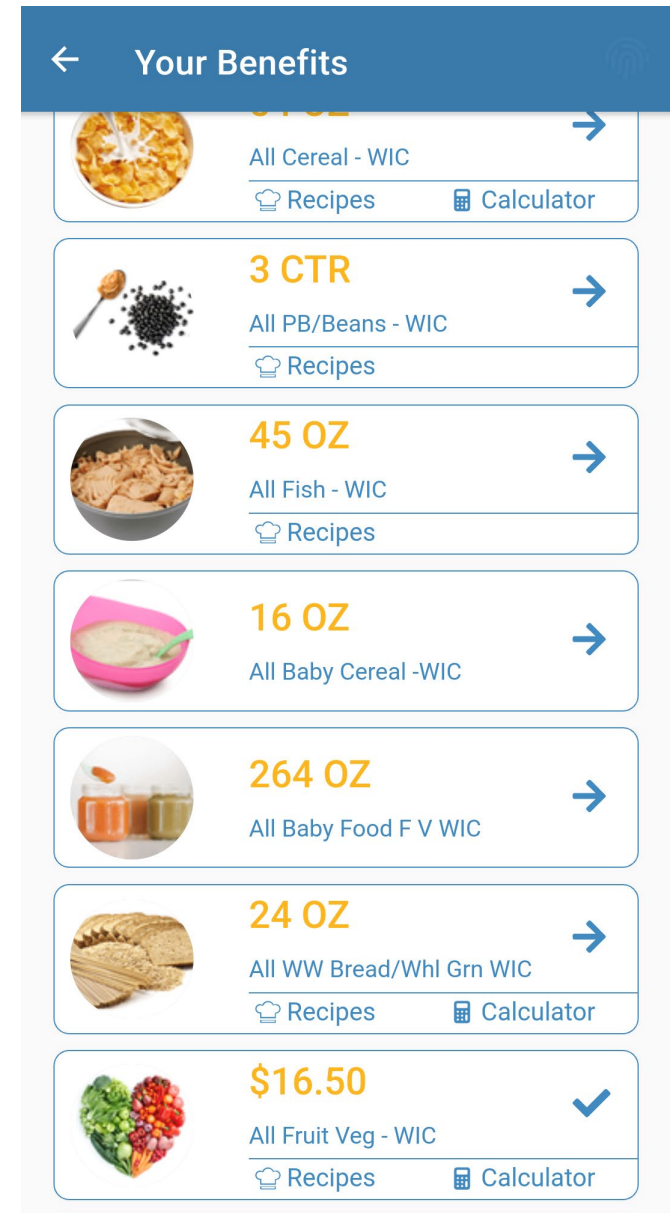 Your Benefits
All Cereal - WIC
Recipes Calculator
3 CTR
All PB/Beans - WIC
Recipes
45 OZ
All Fish - WIC
Recipes
16 OZ
All Baby Cereal -WIC
264 OZ
All Baby Food F V WIC
24 OZ
All WW Bread/Whl Grn WIC
Recipes Calculator
$16.50
All Fruit Veg - WIC
Recipes Calculator